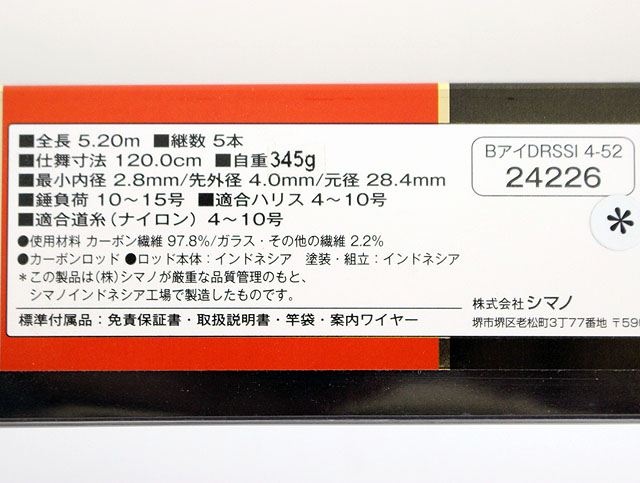 ■全長 5.20m ■継数 5本
■仕舞寸法 120.0cm ■自重345g
■最小内径 2.8mm/先外径 4.0mm/元径 28.4mm
■錘負荷 10〜15号 ■適合ハリス 4〜10号
■適合道糸(ナイロン) 4〜10号
●使用材料 カーボン繊維 97.8%/ガラス・その他の繊維 2.2%
●カーボンロッド ●ロッド本体：インドネシア 塗装・組立：インドネシア
＊この製品は(株)シマノが厳重な品質管理のもと、
シマノインドネシア工場で製造したものです。
標準付属品：免責保証書・取扱説明書・竿袋・案内ワイヤー
BアイDRSSI 4-52
24226
＊
株式会社 シマノ
堺市堺区老松町3丁77番地 〒590